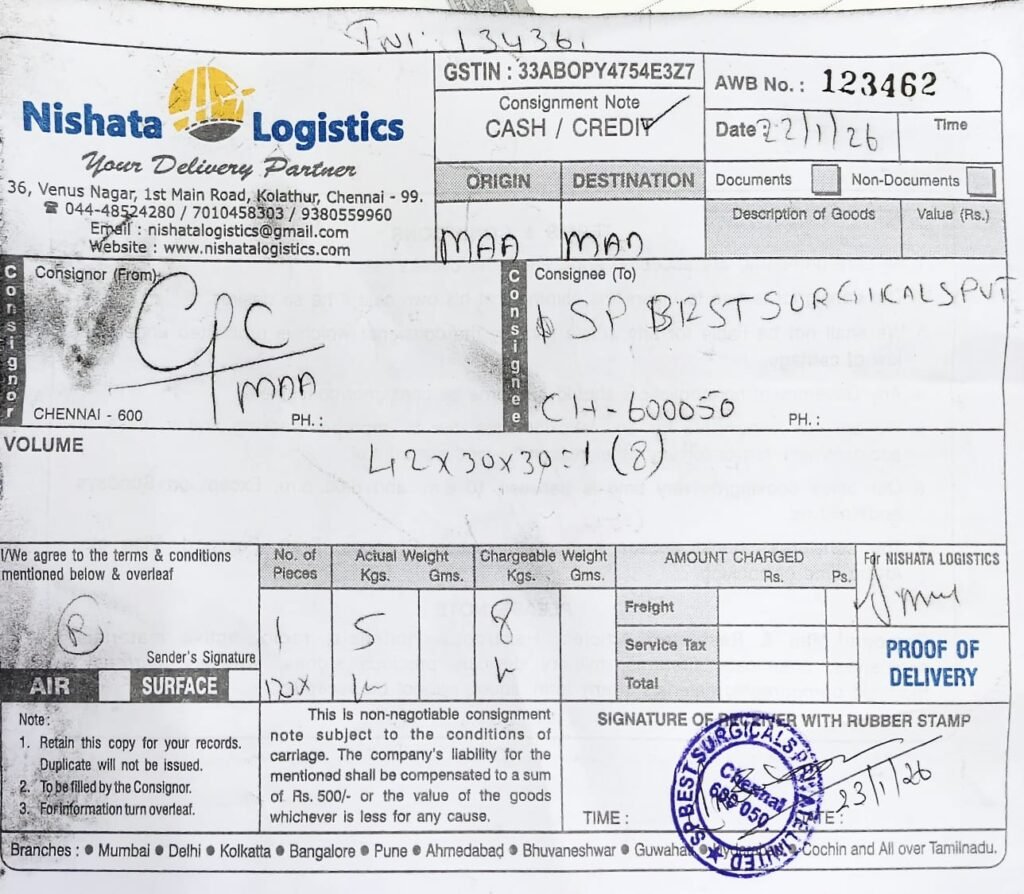 Inv: 134361
Nishata Logistics
Your Delivery Partner
36, Venus Nagar, 1st Main Road, Kolathur, Chennai - 99.
☎ 044-48524280 / 7010458303 / 9380559960
Email : nishatalogistics@gmail.com
Website : www.nishatalogistics.com
GSTIN : 33ABOPY4754E3Z7
Consignment Note
CASH / CREDIT ✓
ORIGIN DESTINATION
MAA MAA
AWB No. : 123462
Date : 22/1/26 Time
Documents Non-Documents
Description of Goods Value (Rs.)
Consignor
Consignor (From)
CPC
MAA
CHENNAI - 600 PH. :
Consignee
Consignee (To)
SP BEST SURGIKALS PVT
CH-600050
PH. :
VOLUME
42x30x30=1 (8)
I/We agree to the terms & conditions
mentioned below & overleaf
Sender's Signature
AIR SURFACE
No. of Pieces Actual Weight Kgs. Gms. Chargeable Weight Kgs. Gms.
1 5 8
AMOUNT CHARGED
Rs. Ps.
Freight
Service Tax
Total
For NISHATA LOGISTICS
PROOF OF
DELIVERY
Note :
1. Retain this copy for your records.
Duplicate will not be issued.
2. To be filled by the Consignor.
3. For information turn overleaf.
This is non-negotiable consignment
note subject to the conditions of
carriage. The company's liability for the
mentioned shall be compensated to a sum
of Rs. 500/- or the value of the goods
whichever is less for any cause.
SIGNATURE OF RECEIVER WITH RUBBER STAMP
SP BEST SURGICALS PRIVATE LIMITED
Chennai
600 050.
23/1/26
TIME : DATE :
Branches : ● Mumbai ● Delhi ● Kolkatta ● Bangalore ● Pune ● Ahmedabad ● Bhuvaneshwar ● Guwahati ● Hyderabad ● Cochin and All over Tamilnadu.